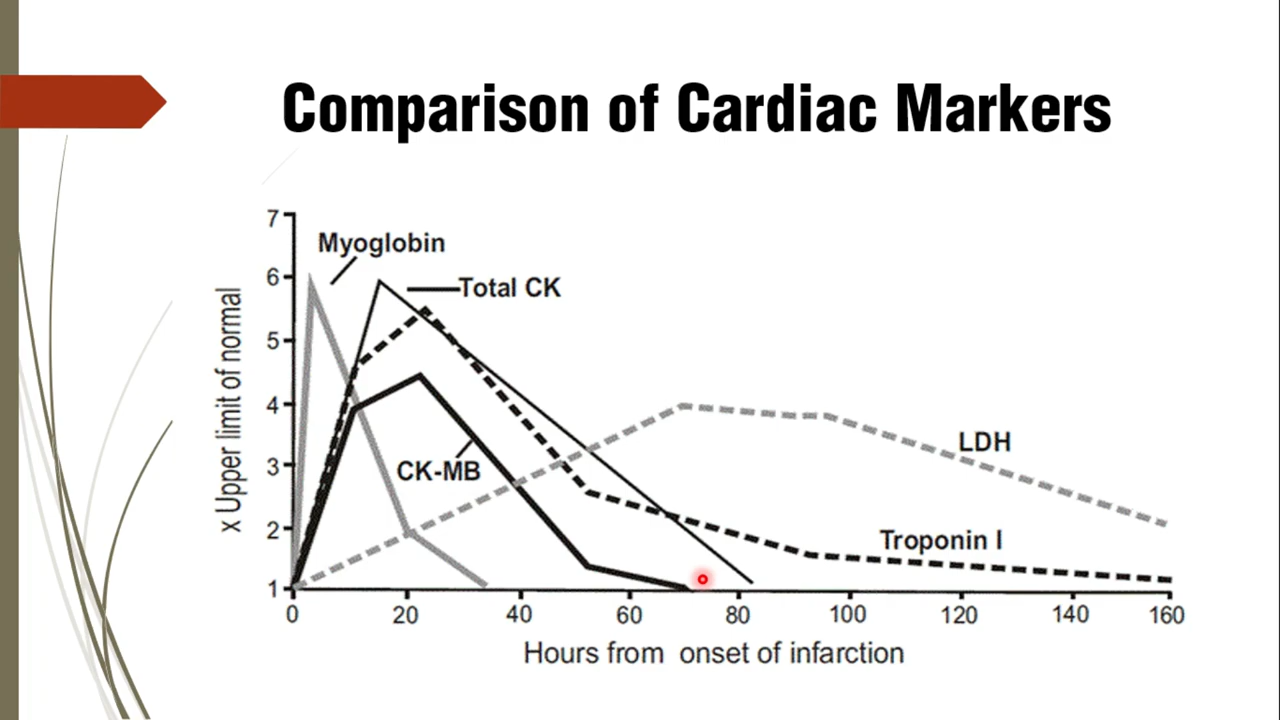 Comparison of Cardiac Markers
7
Myoglobin
6
Total CK
5
4
LDH
3
CK-MB
2
Troponin I
1
x Upper limit of normal
0 20 40 60 80 100 120 140 160
Hours from onset of infarction